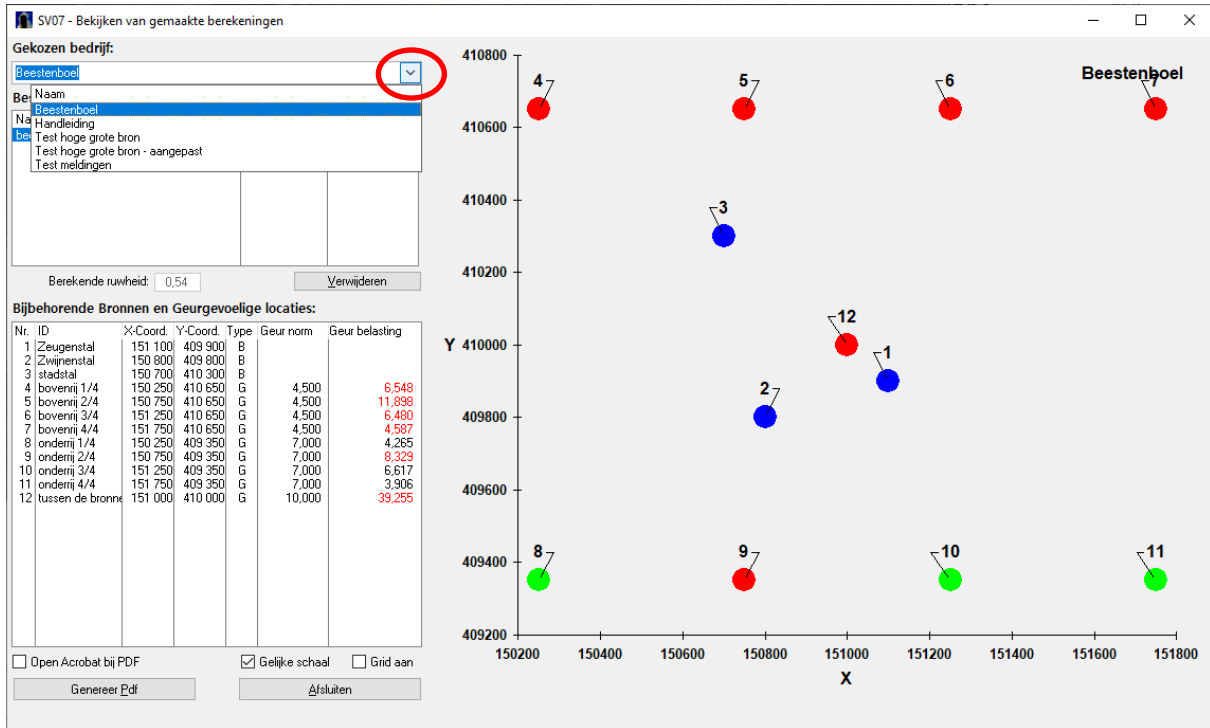 SV07 - Bekijken van gemaakte berekeningen
Gekozen bedrijf:
Beestenboel
Naam
Beestenboel
Handleiding
Test hoge grote bron
Test hoge grote bron - aangepast
Test meldingen
Berekende ruwheid: 0,54 Verwijderen
Bijbehorende Bronnen en Geurgevoelige locaties:
Nr. ID X-Coord. Y-Coord. Type Geur norm Geur belasting
1 Zeugenstal 151 100 409 900 B
2 Zwijnenstal 150 800 409 800 B
3 stadstal 150 700 410 300 B
4 bovenrij 1/4 150 250 410 650 G 4,500 6,548
5 bovenrij 2/4 150 750 410 650 G 4,500 11,898
6 bovenrij 3/4 151 250 410 650 G 4,500 6,480
7 bovenrij 4/4 151 750 410 650 G 4,500 4,587
8 onderrij 1/4 150 250 409 350 G 7,000 4,265
9 onderrij 2/4 150 750 409 350 G 7,000 8,329
10 onderrij 3/4 151 250 409 350 G 7,000 6,617
11 onderrij 4/4 151 750 409 350 G 7,000 3,906
12 tussen de bronne 151 000 410 000 G 10,000 39,255
Open Acrobat bij PDF Gelijke schaal Grid aan
Genereer Pdf Afsluiten
Beestenboel
410800
4 5 6 7
410600
410400
3
410200
12
Y 410000
1
2
409800
409600
409400
8 9 10 11
409200
150200 150400 150600 150800 151000 151200 151400 151600 151800
X